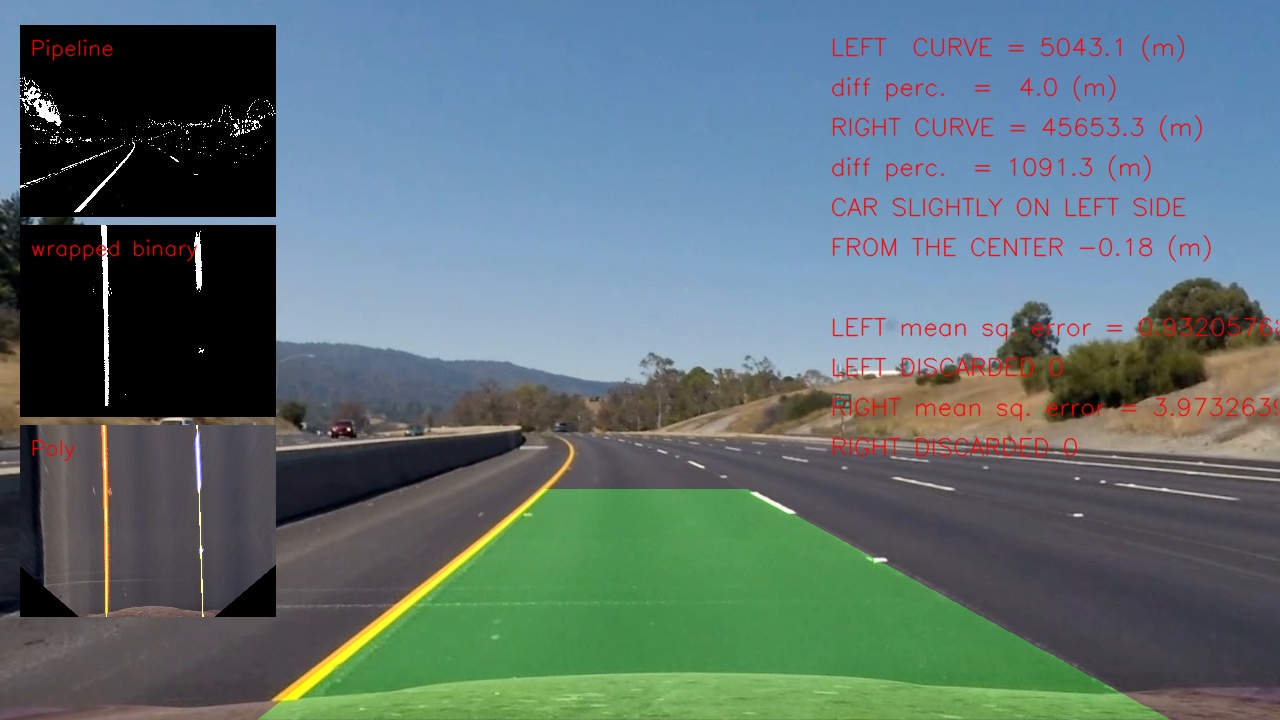 Pipeline
wrapped binary
Poly
LEFT CURVE = 5043.1 (m)
diff perc. = 4.0 (m)
RIGHT CURVE = 45653.3 (m)
diff perc. = 1091.3 (m)
CAR SLIGHTLY ON LEFT SIDE
FROM THE CENTER -0.18 (m)
LEFT mean sq. error = 0.9320576
LEFT DISCARDED 0
RIGHT mean sq. error = 3.973263
RIGHT DISCARDED 0